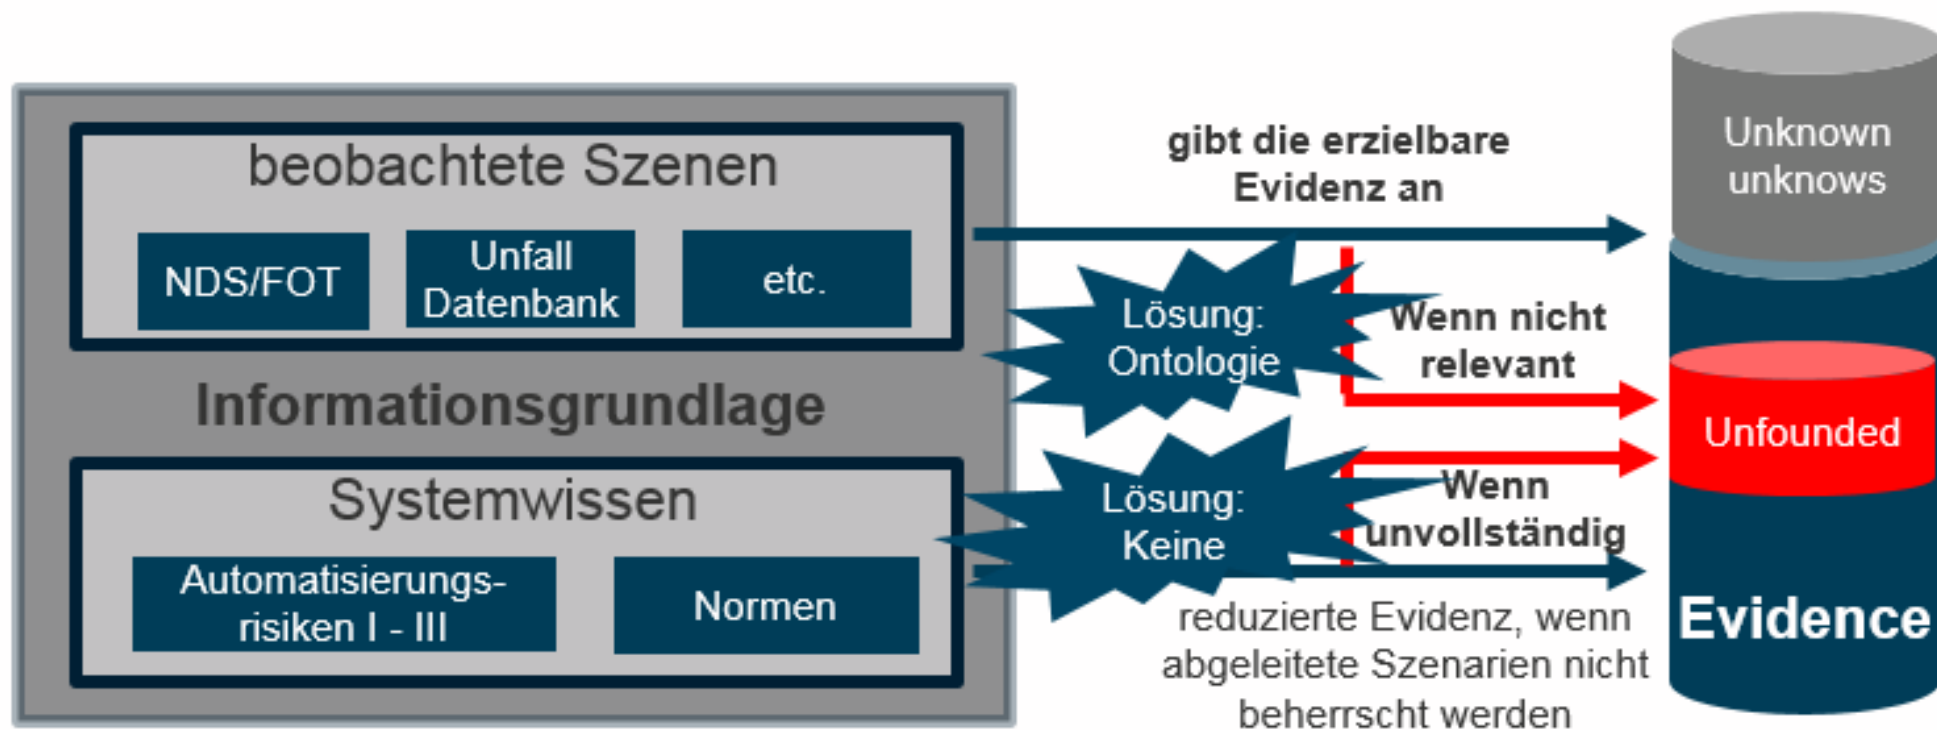 beobachtete Szenen
NDS/FOT
Unfall
Datenbank
etc.
Informationsgrundlage
Systemwissen
Automatisierungs-
risiken I - III
Normen
gibt die erzielbare
Evidenz an
Lösung:
Ontologie
Wenn nicht
relevant
Lösung:
Keine
Wenn
unvollständig
reduzierte Evidenz, wenn
abgeleitete Szenarien nicht
beherrscht werden
Unknown
unknows
Unfounded
Evidence